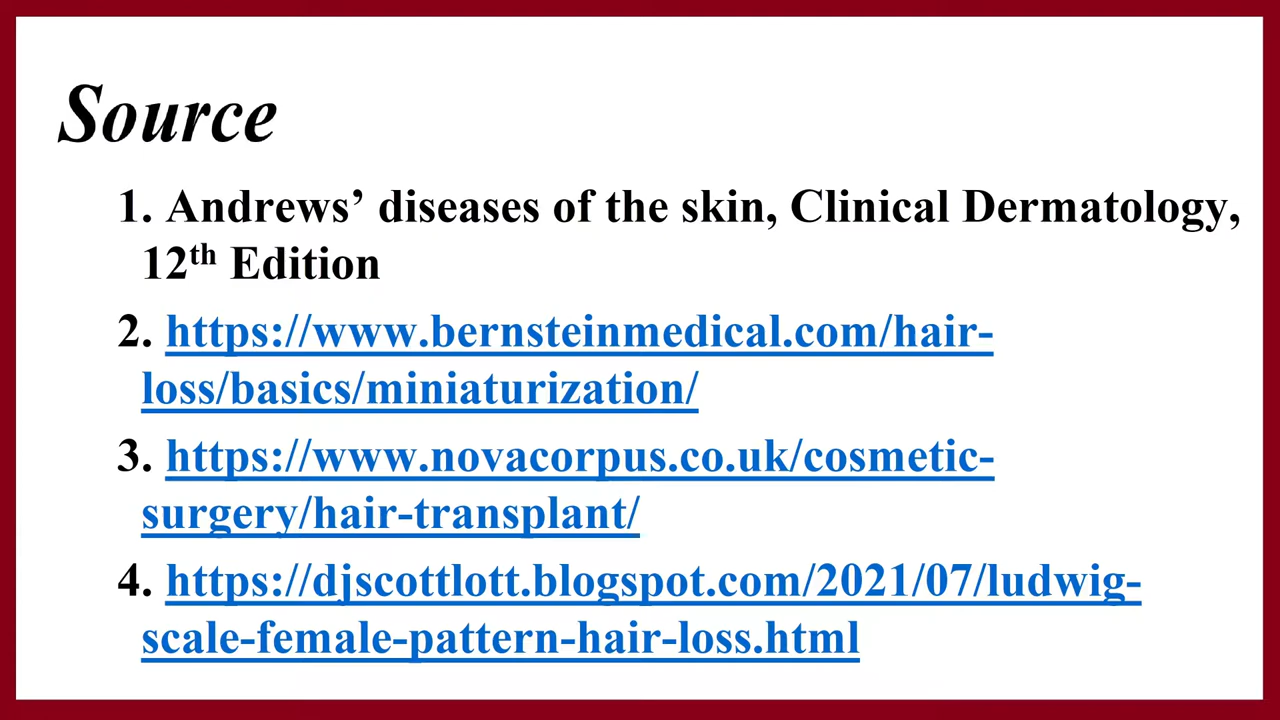 Source
1. Andrews’ diseases of the skin, Clinical Dermatology,
12th Edition
2. https://www.bernsteinmedical.com/hair-
loss/basics/miniaturization/
3. https://www.novacorpus.co.uk/cosmetic-
surgery/hair-transplant/
4. https://djscottlott.blogspot.com/2021/07/ludwig-
scale-female-pattern-hair-loss.html